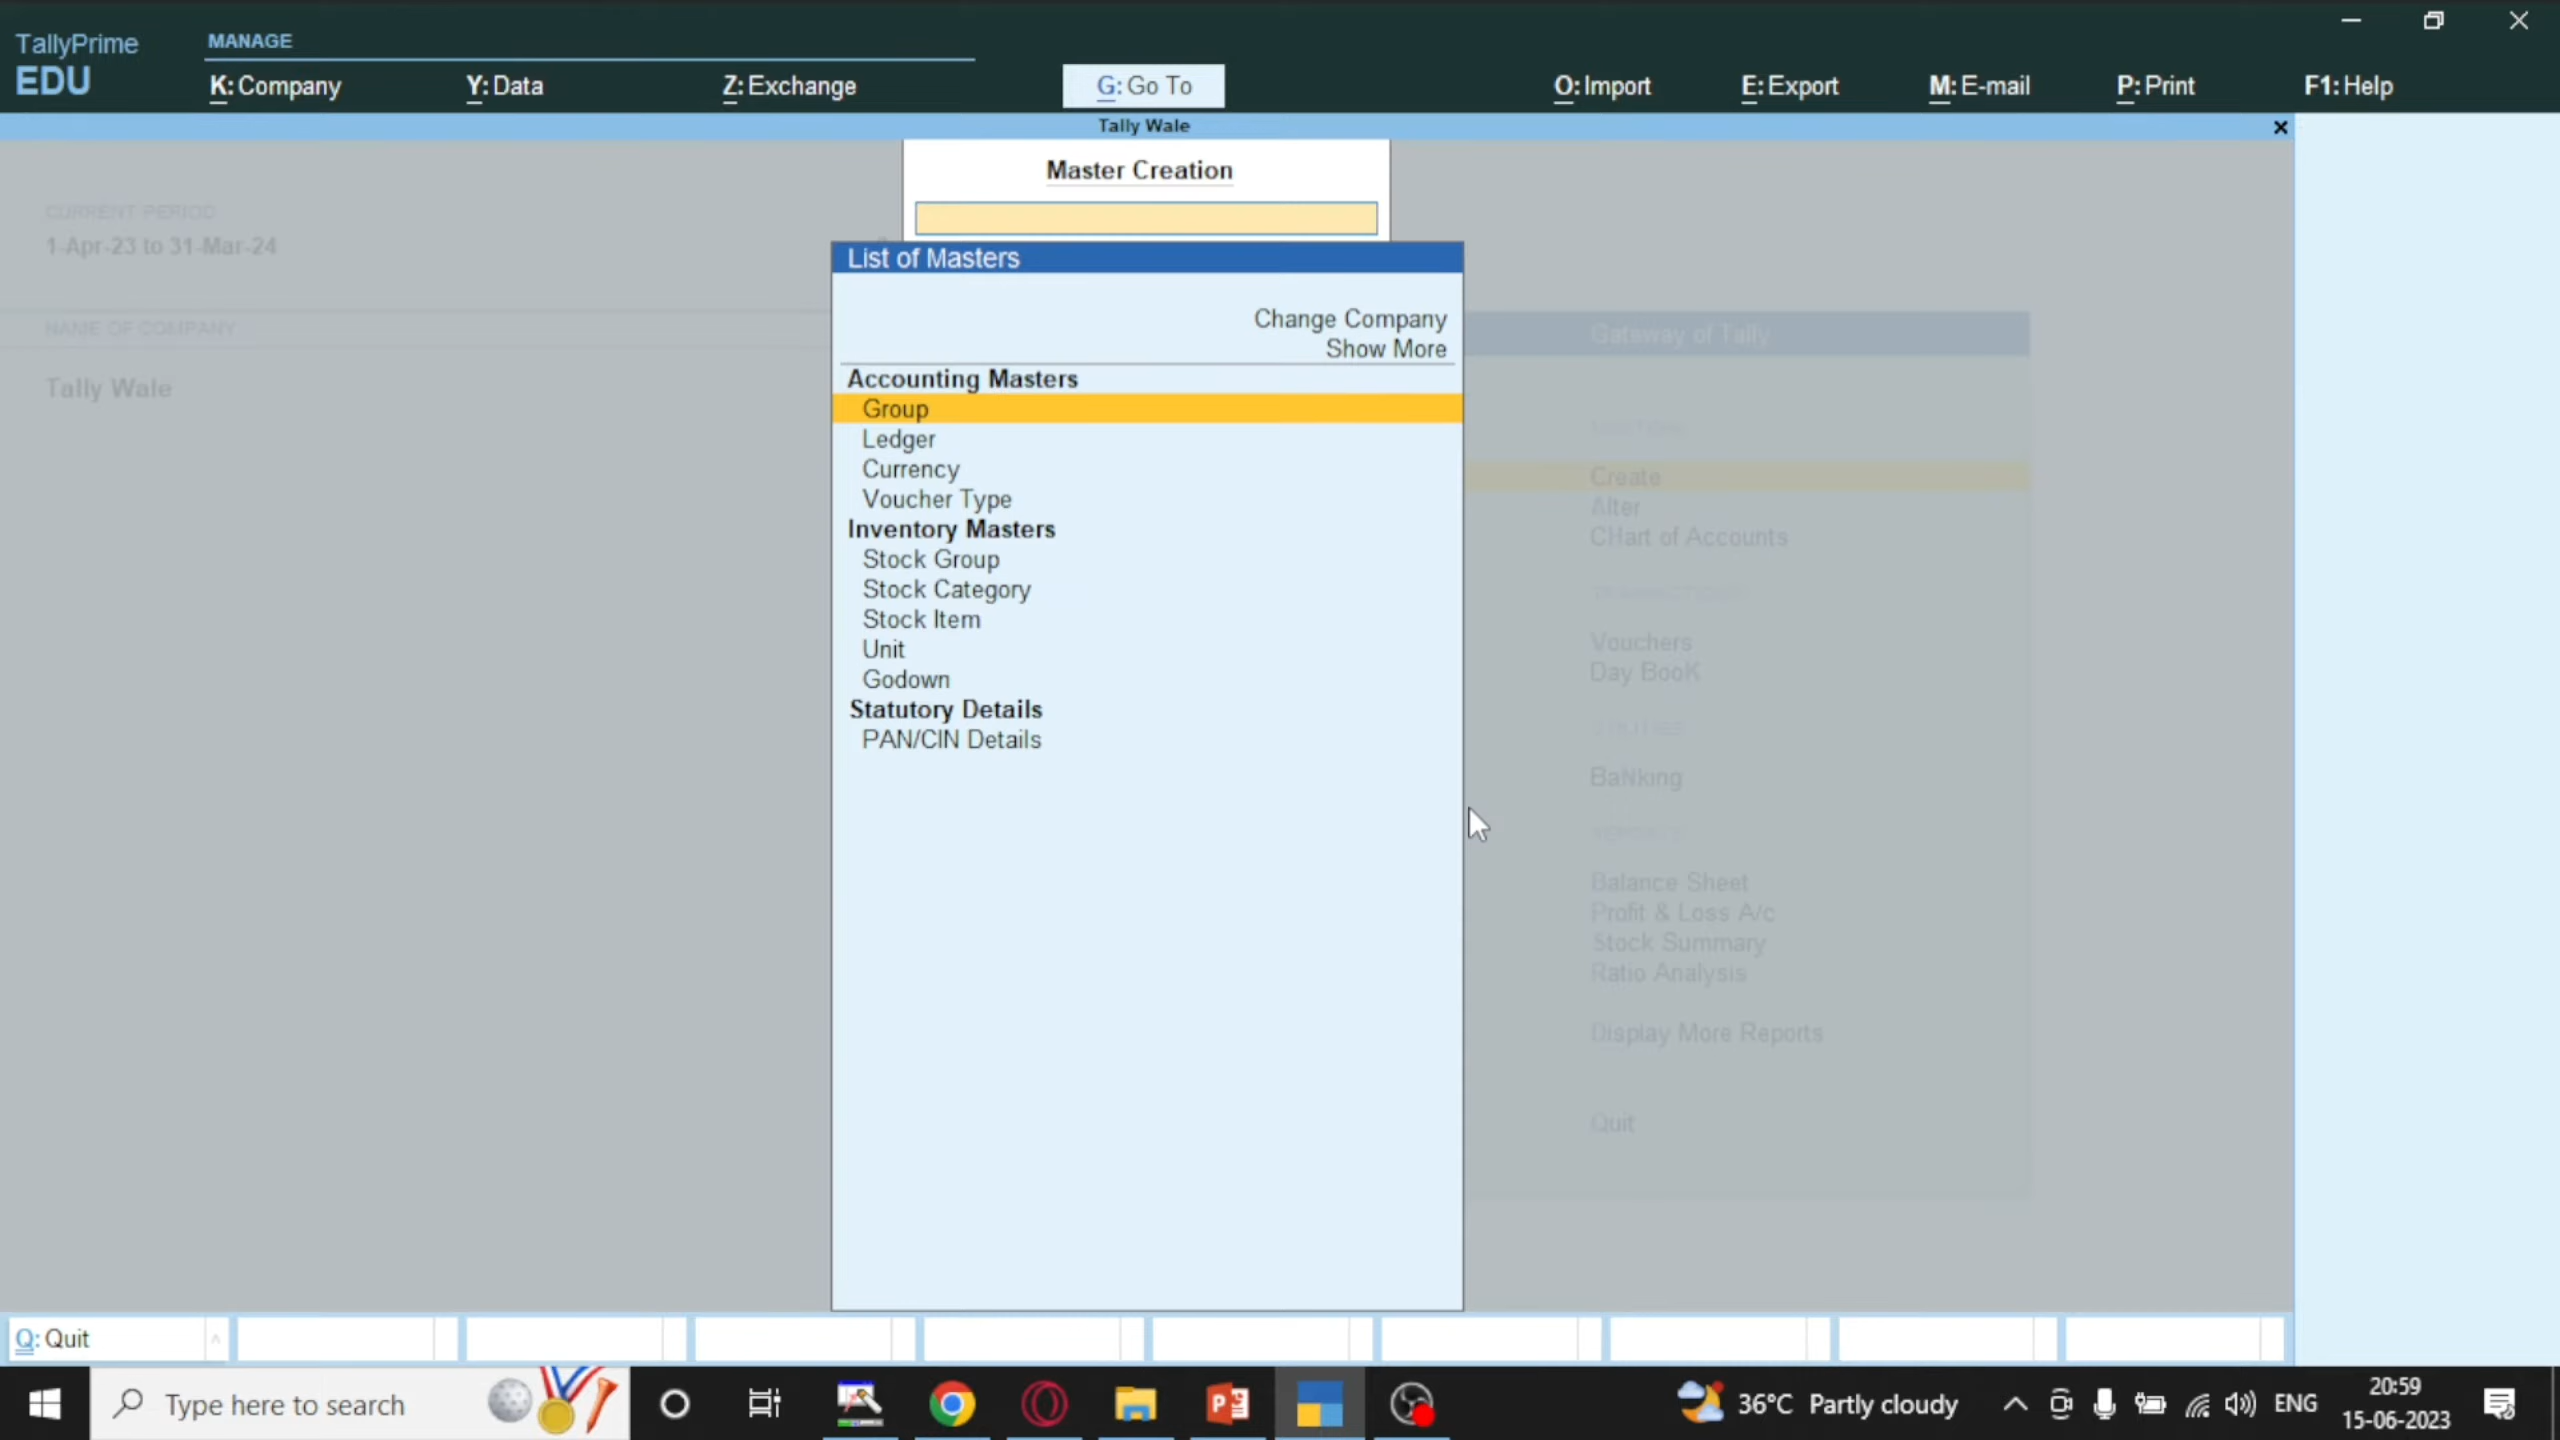 TallyPrime
EDU
MANAGE
K: Company
Y: Data
Z: Exchange
G: Go To
O: Import
E: Export
M: E-mail
P: Print
F1: Help
Tally Wale
Master Creation
CURRENT PERIOD
1-Apr-23 to 31-Mar-24
NAME OF COMPANY
Tally Wale
List of Masters
Change Company
Show More
Accounting Masters
Group
Ledger
Currency
Voucher Type
Inventory Masters
Stock Group
Stock Category
Stock Item
Unit
Godown
Statutory Details
PAN/CIN Details
Gateway of Tally
Create
Alter
CHart of Accounts
Vouchers
Day BooK
BaNking
Balance Sheet
Profit & Loss A/c
Stock Summary
Ratio Analysis
Display More Reports
Quit
Q: Quit
Type here to search
36°C Partly cloudy
ENG
20:59
15-06-2023